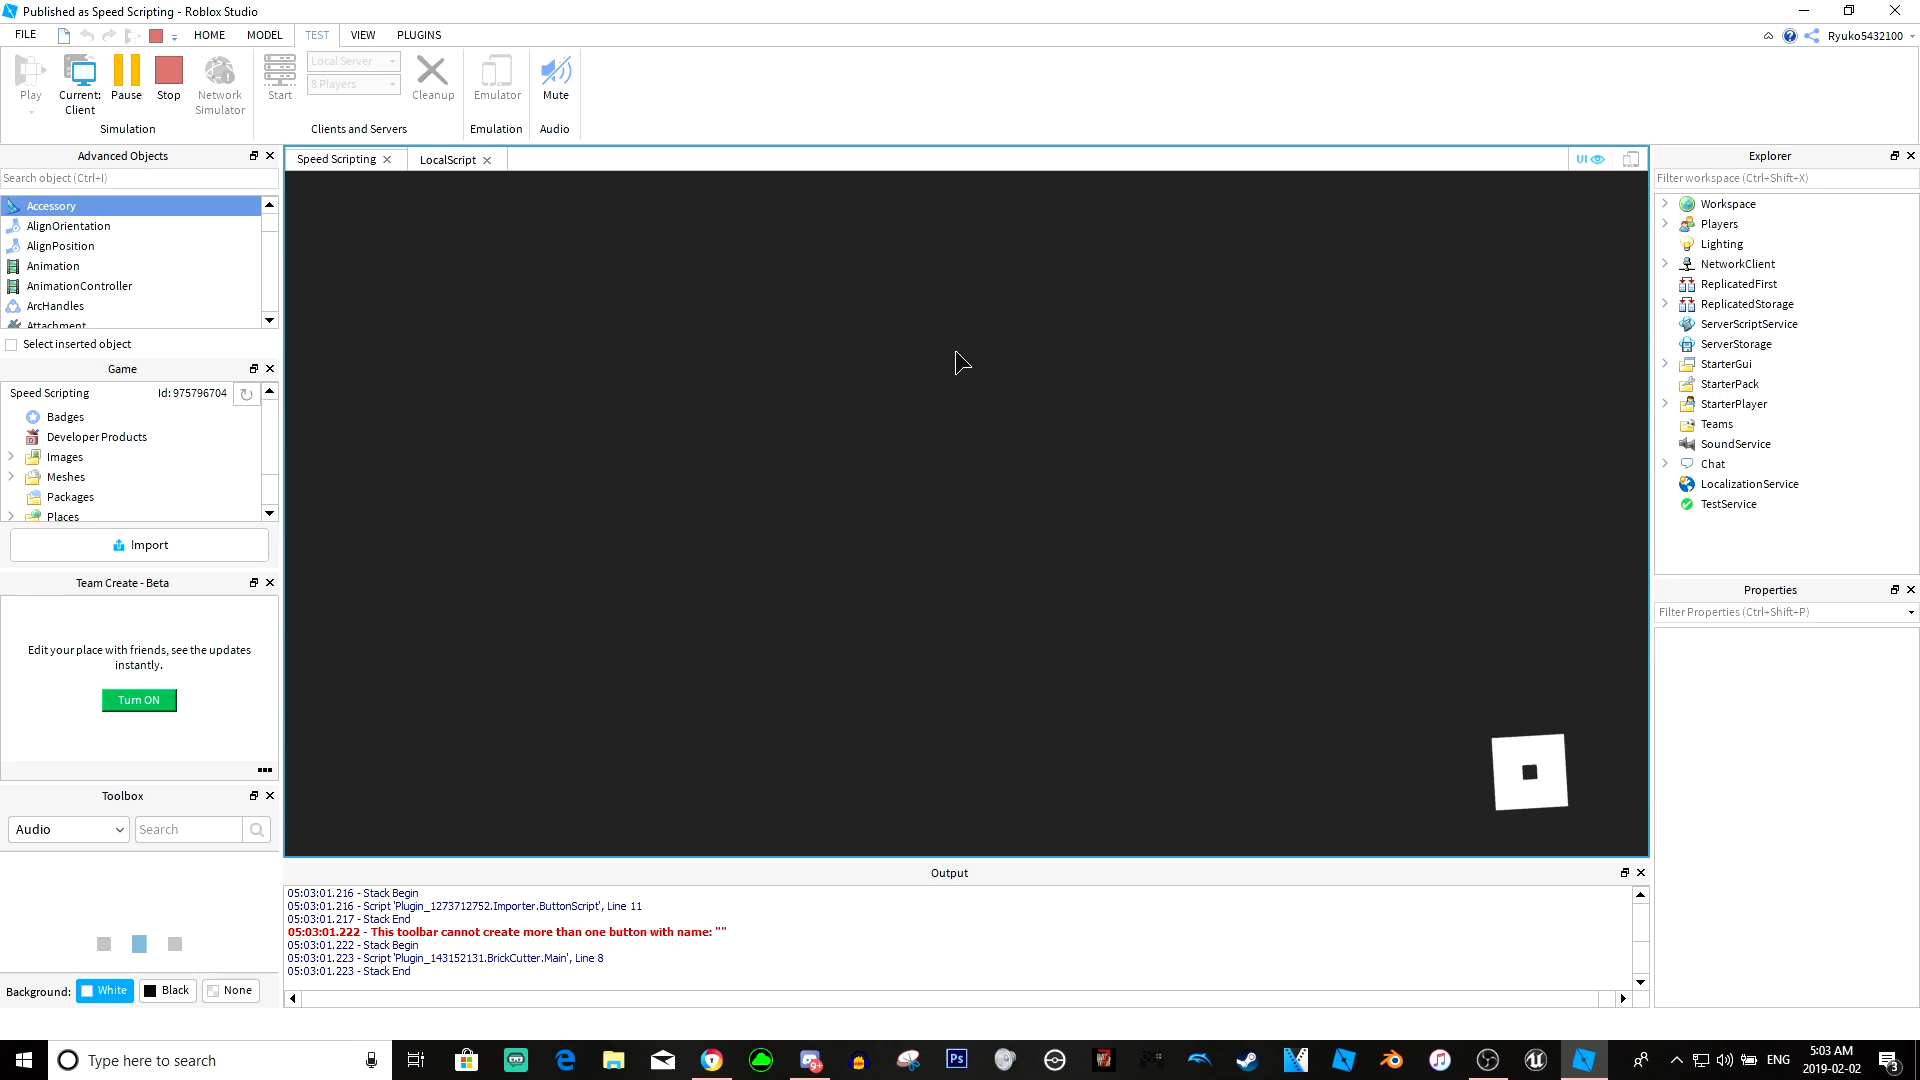 Published as Speed Scripting - Roblox Studio
FILE HOME MODEL TEST VIEW PLUGINS Ryuko5432100
Play
Current: Client
Pause
Stop
Network Simulator
Simulation
Start
Local Server
8 Players
Cleanup
Clients and Servers
Emulator
Emulation
Mute
Audio
Advanced Objects
Search object (Ctrl+I)
Accessory
AlignOrientation
AlignPosition
Animation
AnimationController
ArcHandles
Attachment
Select inserted object
Game
Speed Scripting Id: 975796704
Badges
Developer Products
Images
Meshes
Packages
Places
Import
Team Create - Beta
Edit your place with friends, see the updates
instantly.
Turn ON
Toolbox
Audio Search
Background: White Black None
Speed Scripting LocalScript UI
Output
05:03:01.216 - Stack Begin
05:03:01.216 - Script 'Plugin_1273712752.Importer.ButtonScript', Line 11
05:03:01.217 - Stack End
05:03:01.222 - This toolbar cannot create more than one button with name: ""
05:03:01.222 - Stack Begin
05:03:01.223 - Script 'Plugin_143152131.BrickCutter.Main', Line 8
05:03:01.223 - Stack End
Explorer
Filter workspace (Ctrl+Shift+X)
Workspace
Players
Lighting
NetworkClient
ReplicatedFirst
ReplicatedStorage
ServerScriptService
ServerStorage
StarterGui
StarterPack
StarterPlayer
Teams
SoundService
Chat
LocalizationService
TestService
Properties
Filter Properties (Ctrl+Shift+P)
Type here to search
Ps
9+
ENG
5:03 AM
2019-02-02
3